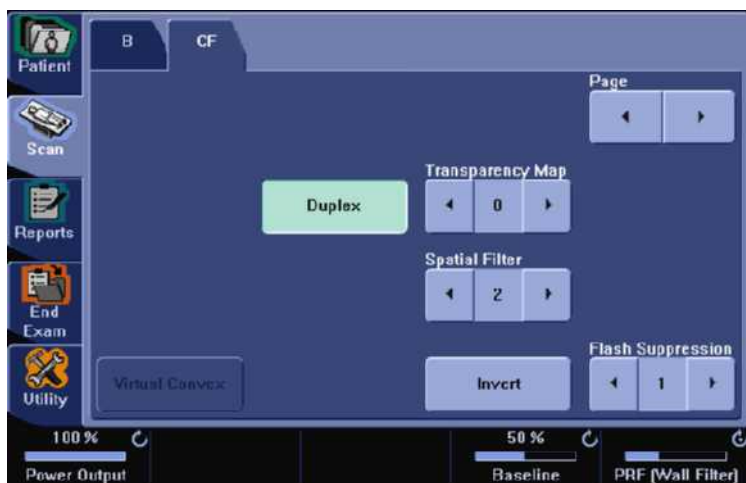 Patient
B
CF
Page
Scan
Transparency Map
Duplex
0
Reports
Spatial Filter
2
End
Exam
Flash Suppression
Virtual Convex
Invert
1
Utility
100 %
50 %
Power Output
Baseline
PRF (Wall Filter)